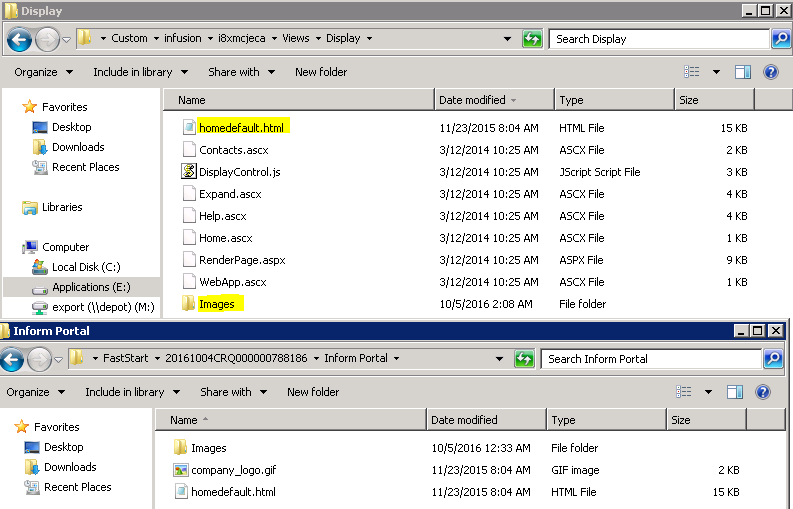 Display
Custom infusion i8xmcjeca Views Display Search Display
Organize Include in library Share with New folder
Favorites
Desktop
Downloads
Recent Places
Libraries
Computer
Local Disk (C:)
Applications (E:)
export (\\depot) (M:)
Name Date modified Type Size
homedefault.html 11/23/2015 8:04 AM HTML File 15 KB
Contacts.ascx 3/12/2014 10:25 AM ASCX File 2 KB
DisplayControl.js 3/12/2014 10:25 AM JScript Script File 3 KB
Expand.ascx 3/12/2014 10:25 AM ASCX File 4 KB
Help.ascx 3/12/2014 10:25 AM ASCX File 4 KB
Home.ascx 3/12/2014 10:25 AM ASCX File 1 KB
RenderPage.aspx 3/12/2014 10:25 AM ASPX File 9 KB
WebApp.ascx 3/12/2014 10:25 AM ASCX File 1 KB
Images 10/5/2016 2:08 AM File folder
Inform Portal
FastStart 20161004CRQ000000788186 Inform Portal Search Inform Portal
Organize Include in library Share with New folder
Favorites
Desktop
Downloads
Recent Places
Name Date modified Type Size
Images 10/5/2016 12:33 AM File folder
company_logo.gif 11/23/2015 8:04 AM GIF image 2 KB
homedefault.html 11/23/2015 8:04 AM HTML File 15 KB